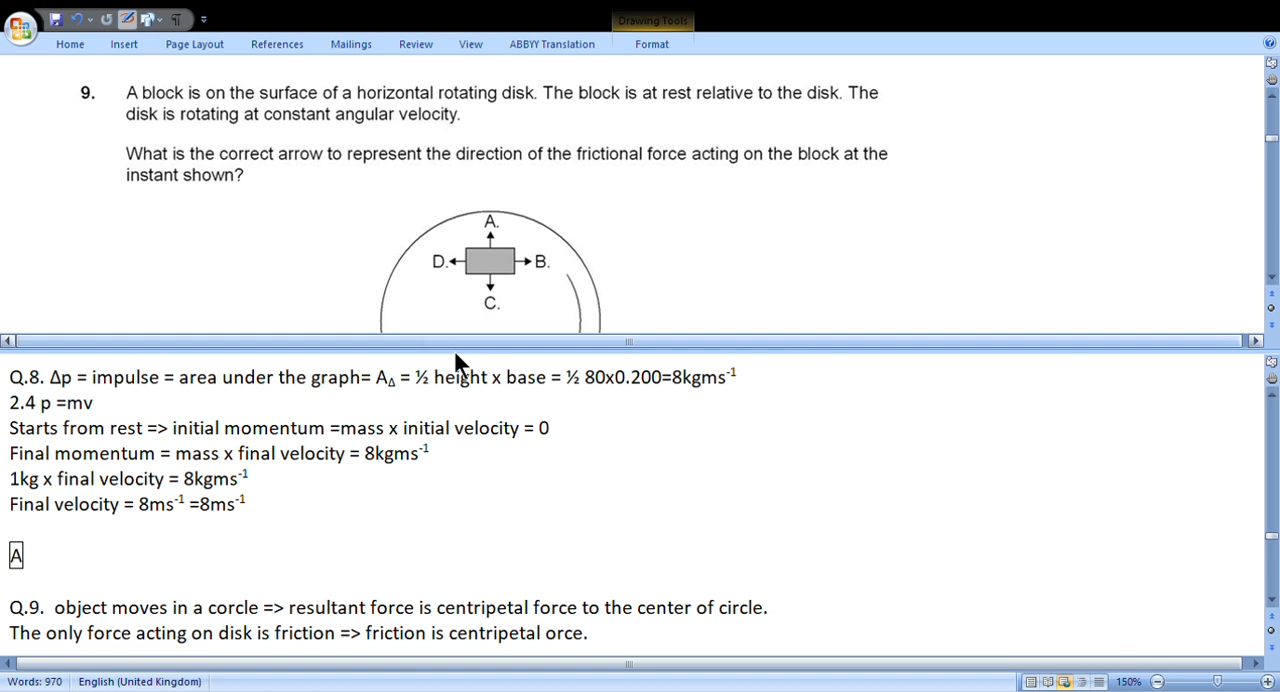 Drawing Tools
Home Insert Page Layout References Mailings Review View ABBYY Translation Format
9. A block is on the surface of a horizontal rotating disk. The block is at rest relative to the disk. The
disk is rotating at constant angular velocity.
What is the correct arrow to represent the direction of the frictional force acting on the block at the
instant shown?
A.
D. B.
C.
Q.8. Δp = impulse = area under the graph= A_Δ = ½ height x base = ½ 80x0.200=8kgms⁻¹
2.4 p =mv
Starts from rest => initial momentum =mass x initial velocity = 0
Final momentum = mass x final velocity = 8kgms⁻¹
1kg x final velocity = 8kgms⁻¹
Final velocity = 8ms⁻¹ =8ms⁻¹
A
Q.9. object moves in a corcle => resultant force is centripetal force to the center of circle.
The only force acting on disk is friction => friction is centripetal orce.
Words: 970 English (United Kingdom) 150%